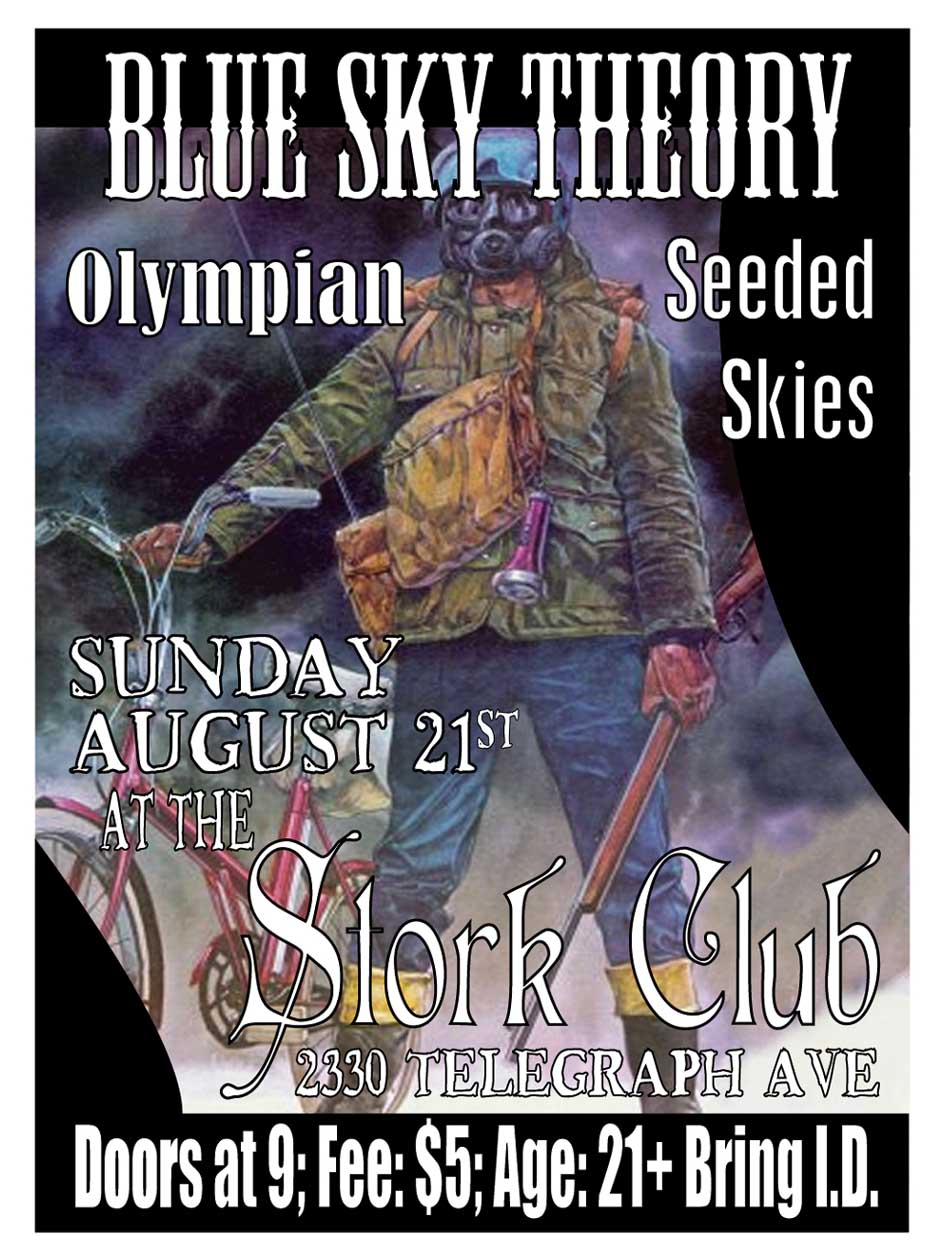 BLUE SKY THEORY
Olympian
Seeded
Skies
SUNDAY
AUGUST 21ST
AT THE
Stork Club
2330 TELEGRAPH AVE
Doors at 9; Fee: $5; Age: 21+ Bring I.D.